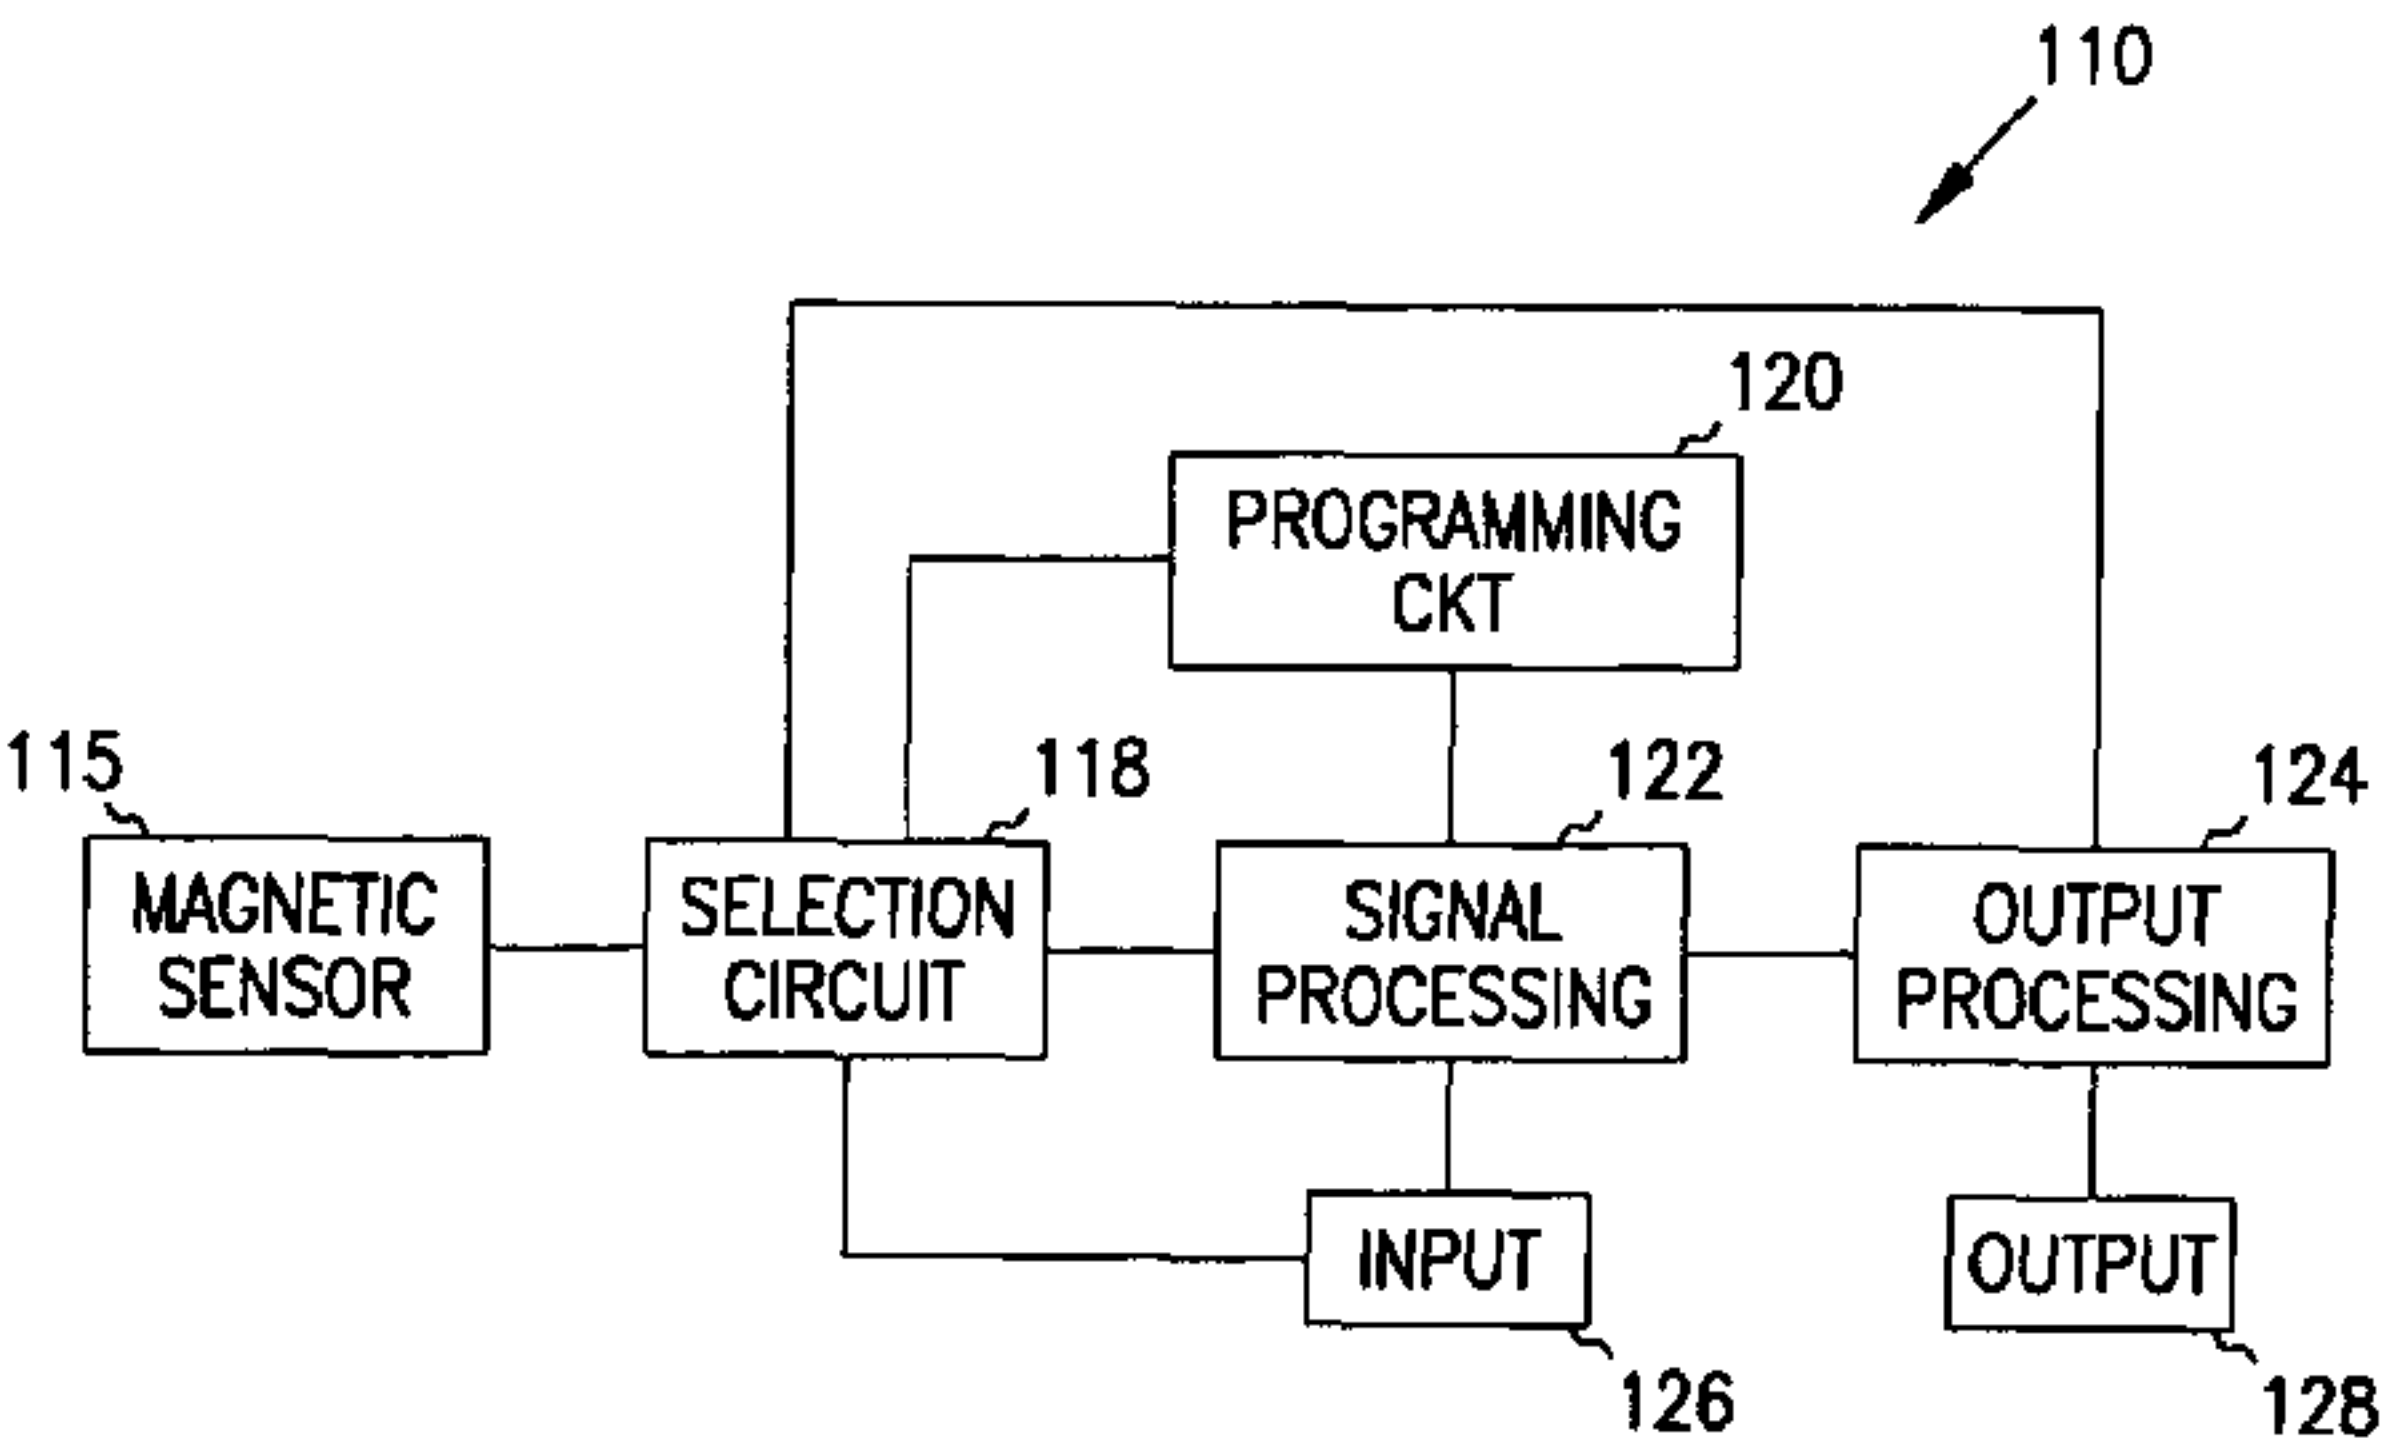 110
120
PROGRAMMING
CKT
115
118
122
124
MAGNETIC
SENSOR
SELECTION
CIRCUIT
SIGNAL
PROCESSING
OUTPUT
PROCESSING
INPUT
OUTPUT
126
128